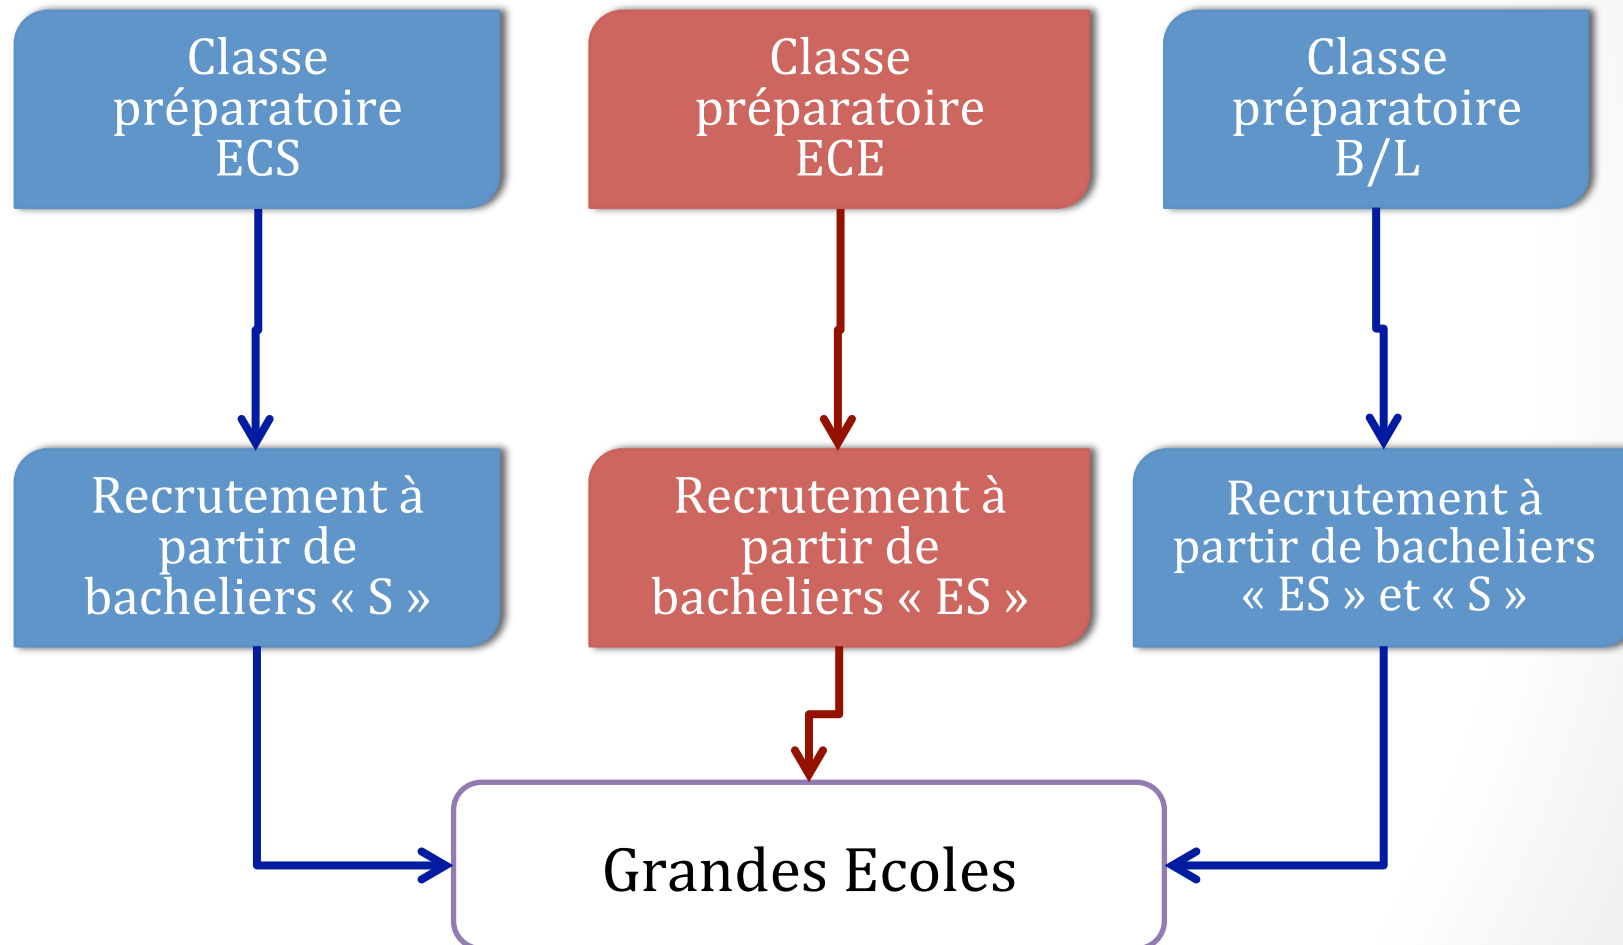 Classe
préparatoire
ECS
Classe
préparatoire
ECE
Classe
préparatoire
B/L
Recrutement à
partir de
bacheliers « S »
Recrutement à
partir de
bacheliers « ES »
Recrutement à
partir de bacheliers
« ES » et « S »
Grandes Ecoles